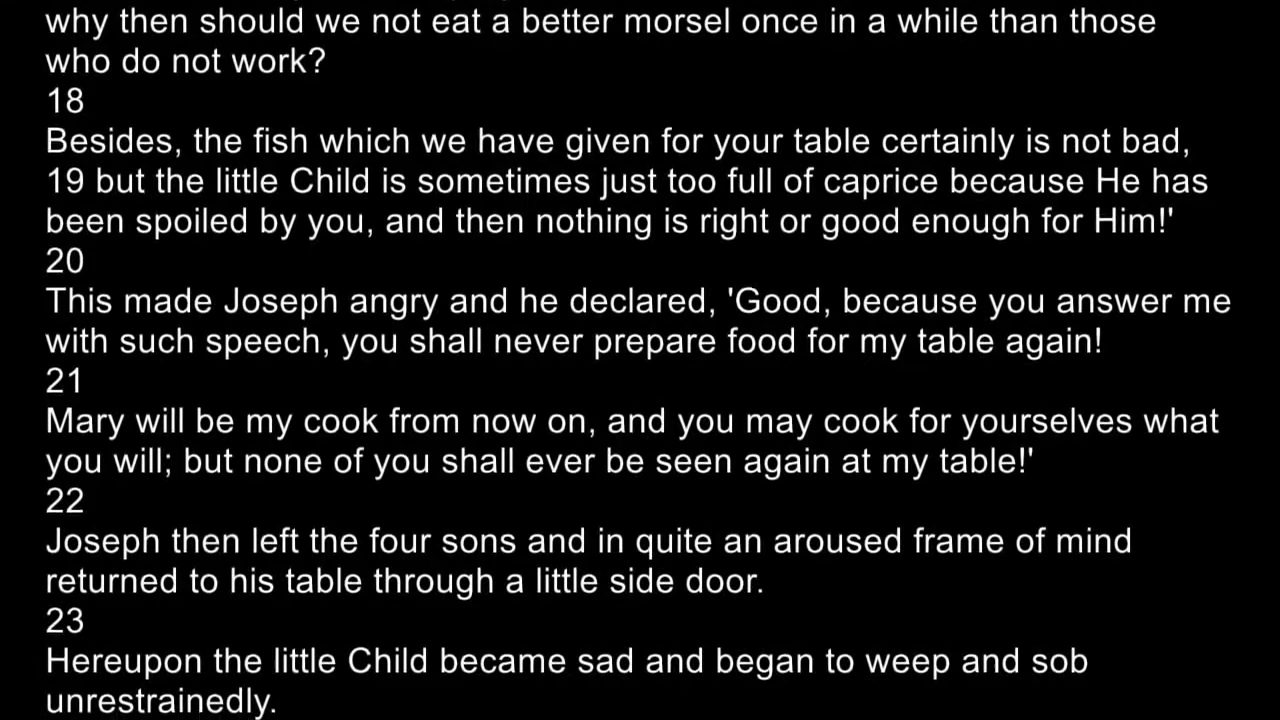 why then should we not eat a better morsel once in a while than those
who do not work?
18
Besides, the fish which we have given for your table certainly is not bad,
19 but the little Child is sometimes just too full of caprice because He has
been spoiled by you, and then nothing is right or good enough for Him!'
20
This made Joseph angry and he declared, 'Good, because you answer me
with such speech, you shall never prepare food for my table again!
21
Mary will be my cook from now on, and you may cook for yourselves what
you will; but none of you shall ever be seen again at my table!'
22
Joseph then left the four sons and in quite an aroused frame of mind
returned to his table through a little side door.
23
Hereupon the little Child became sad and began to weep and sob
unrestrainedly.